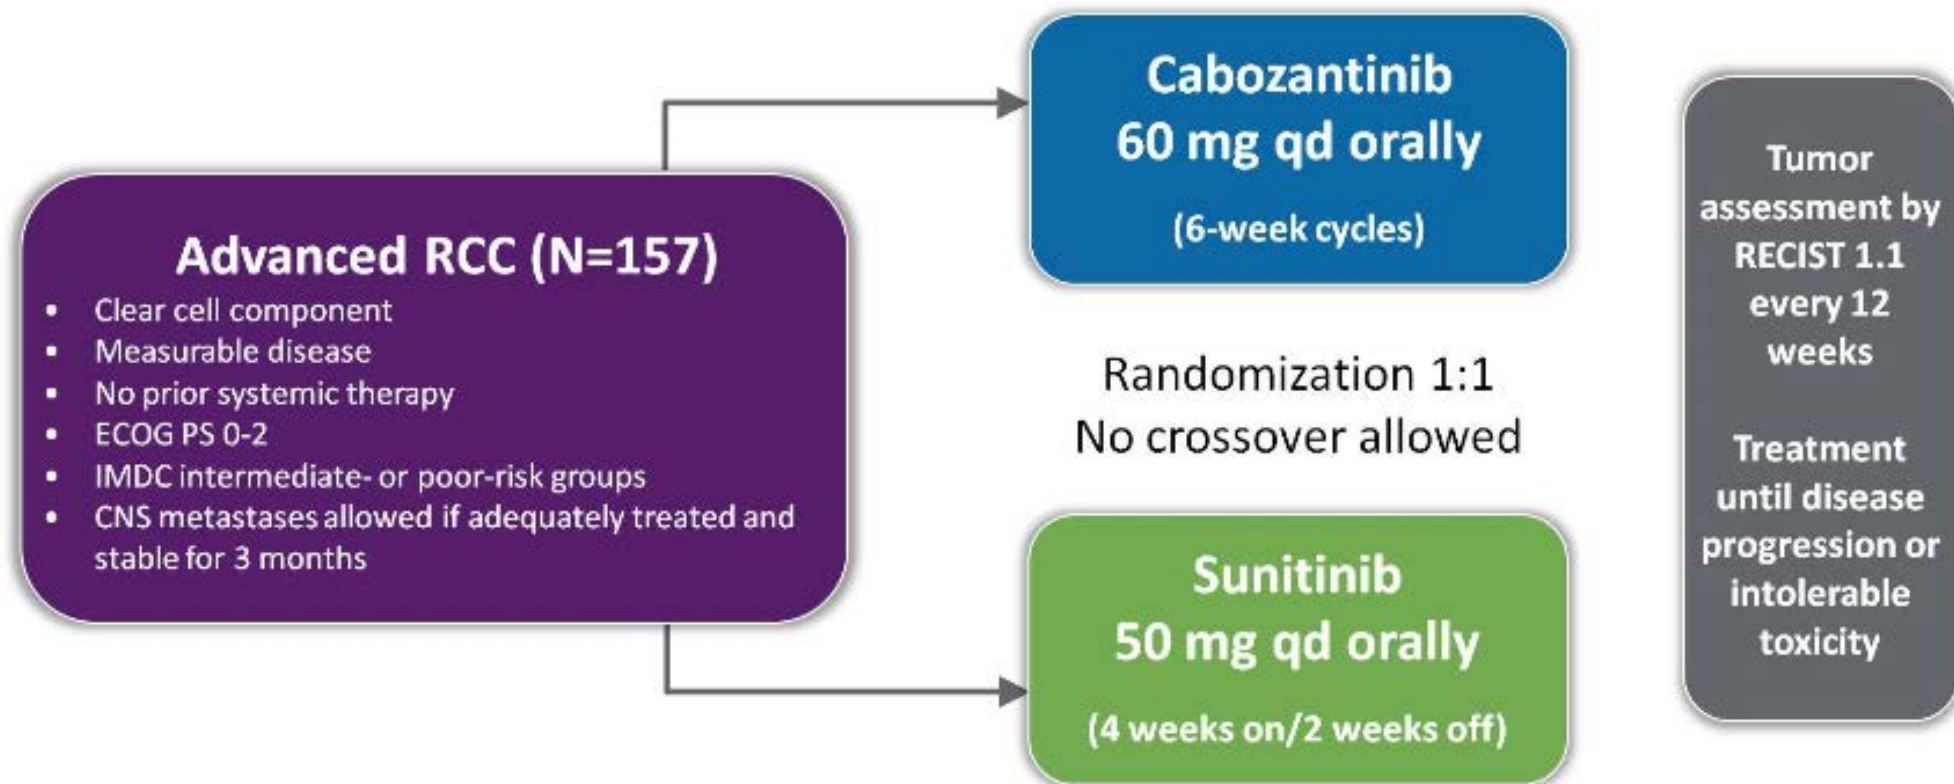 Advanced RCC (N=157)
• Clear cell component
• Measurable disease
• No prior systemic therapy
• ECOG PS 0-2
• IMDC intermediate- or poor-risk groups
• CNS metastases allowed if adequately treated and
stable for 3 months
Cabozantinib
60 mg qd orally
(6-week cycles)
Randomization 1:1
No crossover allowed
Sunitinib
50 mg qd orally
(4 weeks on/2 weeks off)
Tumor
assessment by
RECIST 1.1
every 12
weeks
Treatment
until disease
progression or
intolerable
toxicity